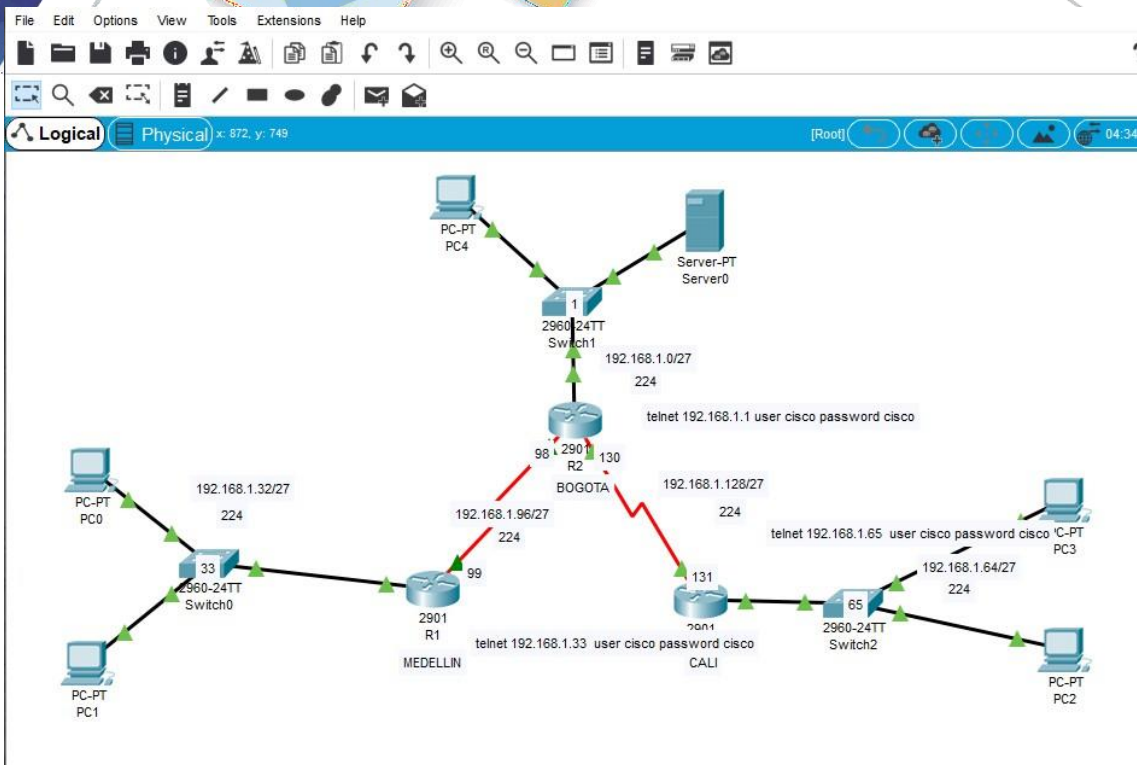 File Edit Options View Tools Extensions Help
Logical Physical x: 872, y: 749 [Root] 04:34
PC-PT
PC4
Server-PT
Server0
1
2960-24TT
Switch1
192.168.1.0/27
224
telnet 192.168.1.1 user cisco password cisco
98 2901 130
R2
BOGOTA
PC-PT
PC0
192.168.1.32/27
224
192.168.1.96/27
224
192.168.1.128/27
224
telnet 192.168.1.65 user cisco password cisco
PC3
192.168.1.64/27
224
33
2960-24TT
Switch0
99
2901
R1
MEDELLIN
131
2901
telnet 192.168.1.33 user cisco password cisco
CALI
65
2960-24TT
Switch2
PC-PT
PC1
PC-PT
PC2